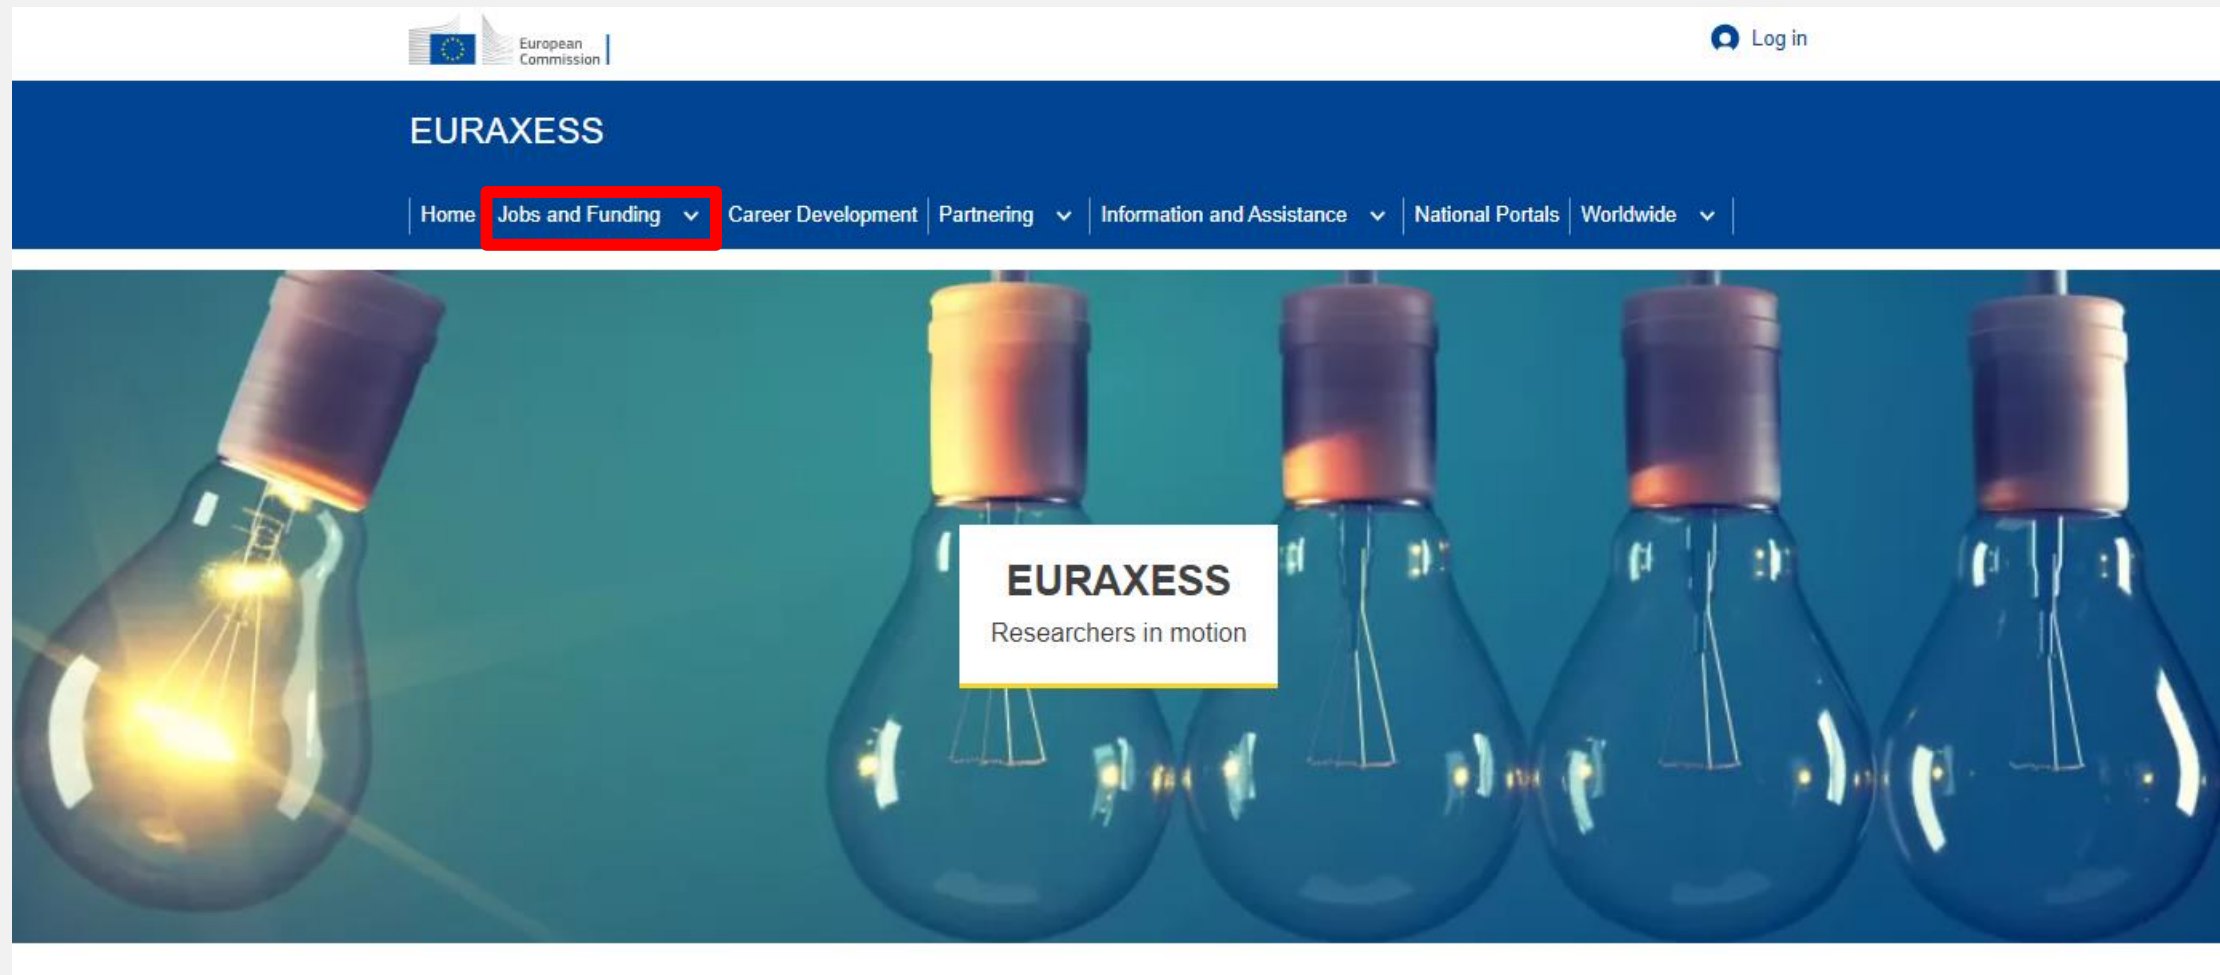 European
Commission
Log in
EURAXESS
Home Jobs and Funding Career Development Partnering Information and Assistance National Portals Worldwide
EURAXESS
Researchers in motion